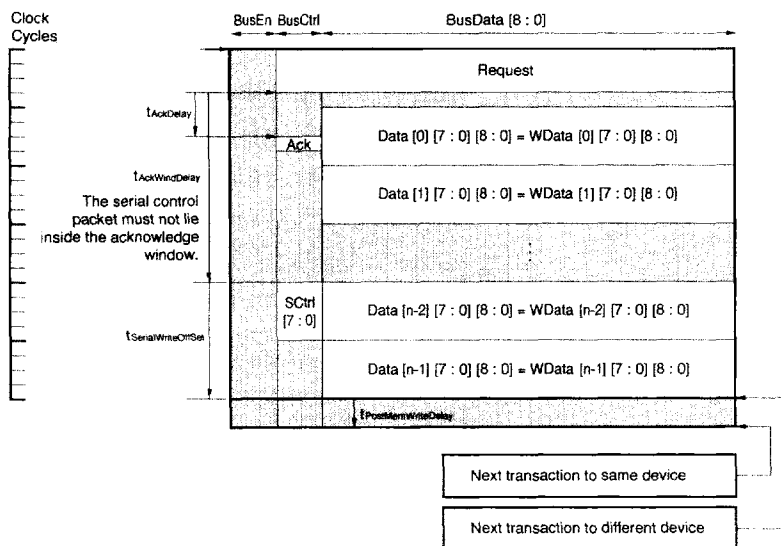 Clock
Cycles
BusEn BusCtrl BusData [8 : 0]
Request
tAckDelay
Ack
Data [0] [7 : 0] [8 : 0] = WData [0] [7 : 0] [8 : 0]
tAckWindDelay
Data [1] [7 : 0] [8 : 0] = WData [1] [7 : 0] [8 : 0]
The serial control
packet must not lie
inside the acknowledge
window.
SCtrl
[7 : 0]
Data [n-2] [7 : 0] [8 : 0] = WData [n-2] [7 : 0] [8 : 0]
tSerialWriteOffSet
Data [n-1] [7 : 0] [8 : 0] = WData [n-1] [7 : 0] [8 : 0]
tPostMemWriteDelay
Next transaction to same device
Next transaction to different device